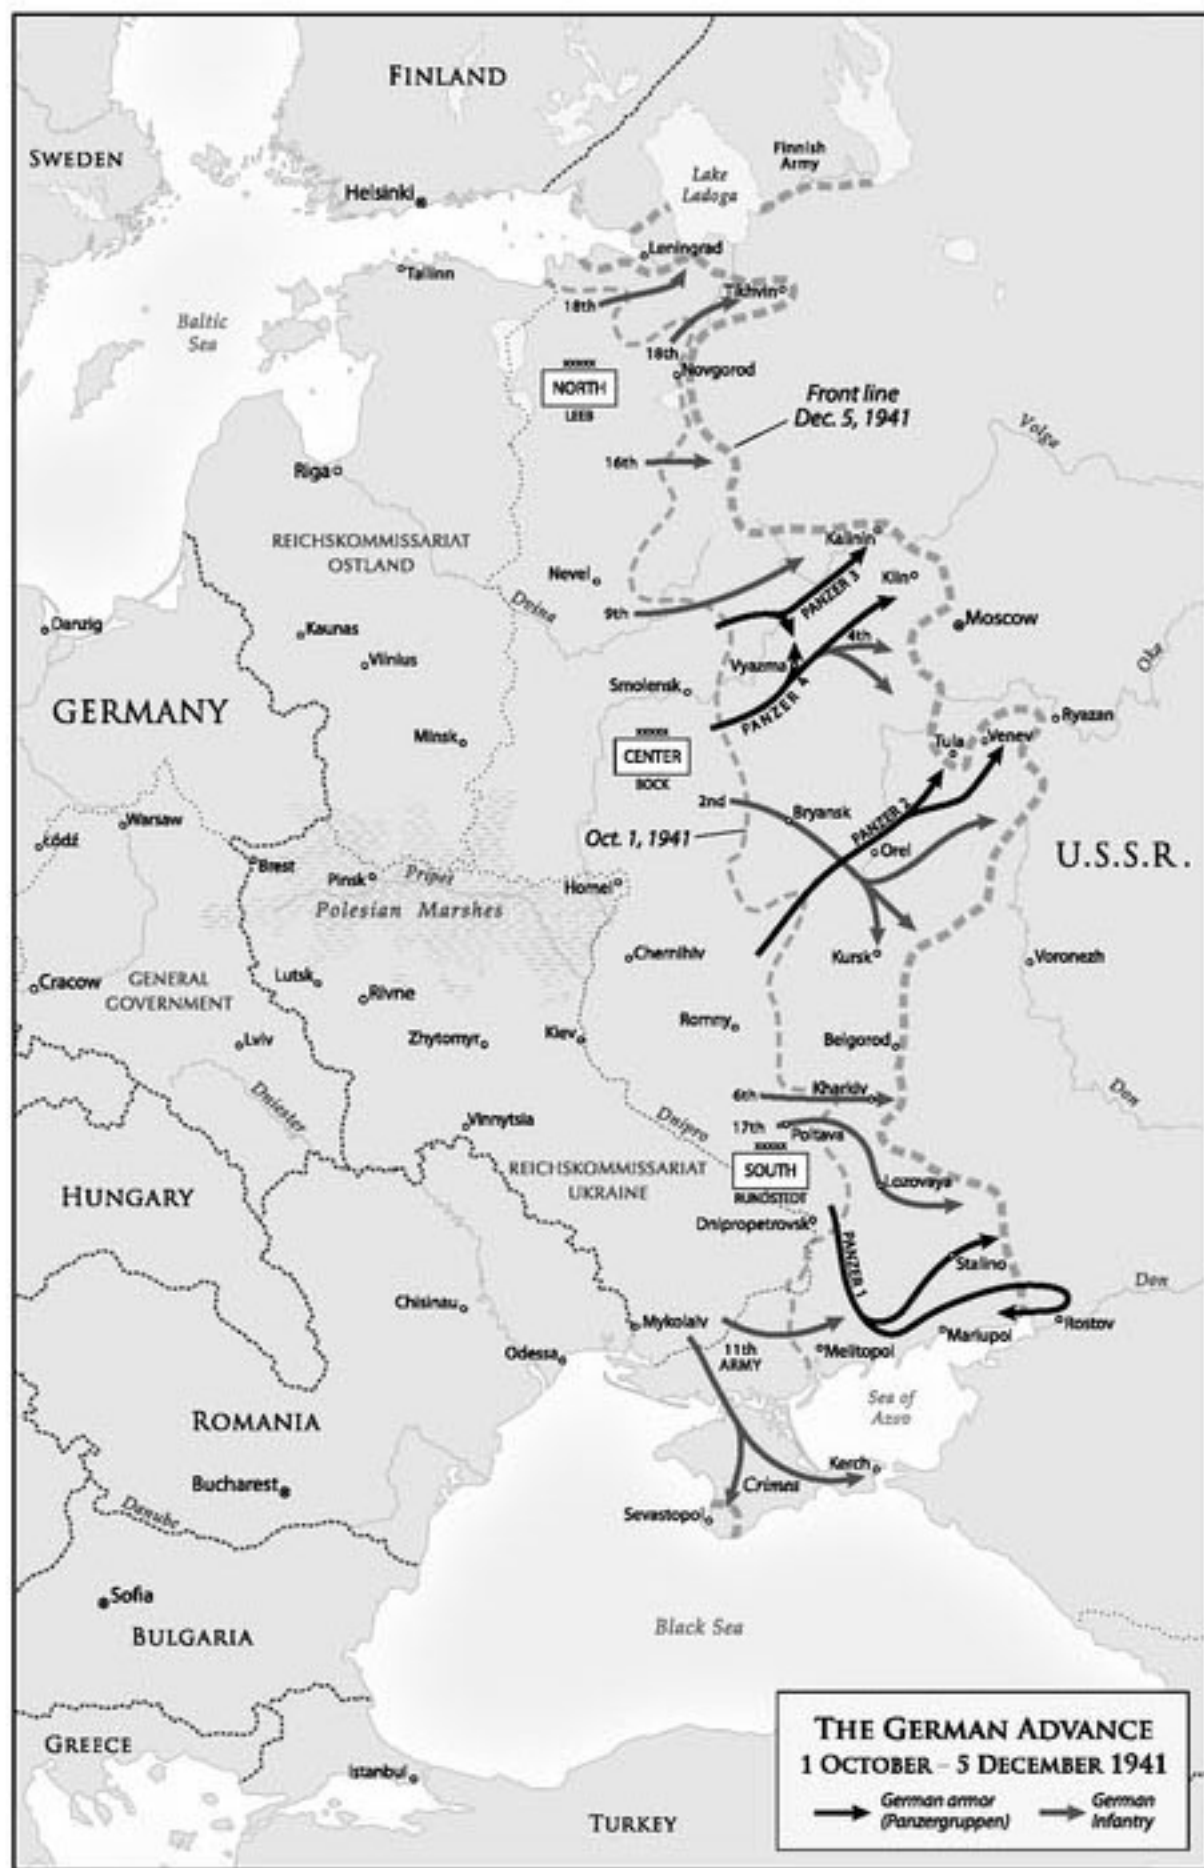 FINLAND
SWEDEN
Finnish
Army
Lake
Ladoga
Helsinki
Leningrad
Tallinn
Tikhvin
18th
Baltic
Sea
18th
Novgorod
XXXXX
NORTH
LEEB
Front line
Dec. 5, 1941
Volga
16th
Riga
REICHSKOMMISSARIAT
OSTLAND
Kalinin
Nevel
Klin
PANZER 3
Dvina
9th
Moscow
Danzig
Kaunas
4th
Vilnius
Vyazma
Oka
Smolensk
PANZER 4
GERMANY
Ryazan
Minsk
XXXXX
CENTER
BOCK
Tula
Venev
2nd
Bryansk
PANZER 2
Warsaw
Łódź
Oct. 1, 1941
Orel
U.S.S.R.
Brest
Pinsk
Pripet
Homel
Polesian Marshes
Chernihiv
Kursk
Voronezh
Cracow
GENERAL
GOVERNMENT
Lutsk
Rivne
Romny
Lviv
Zhytomyr
Kiev
Belgorod
Dniester
Kharkiv
6th
Don
Vinnytsia
Dnipro
17th
Poltava
XXXXX
SOUTH
RUNDSTEDT
REICHSKOMMISSARIAT
UKRAINE
HUNGARY
Lozovaya
Dnipropetrovsk
PANZER 1
Stalino
Don
Chisinau
Mykolaiv
Rostov
Mariupol
11th
ARMY
Melitopol
Odessa
Sea of
Azov
ROMANIA
Kerch
Bucharest
Crimea
Danube
Sevastopol
Sofia
BULGARIA
Black Sea
GREECE
Istanbul
TURKEY
THE GERMAN ADVANCE
1 OCTOBER – 5 DECEMBER 1941
German armor
(Panzergruppen)
German
Infantry